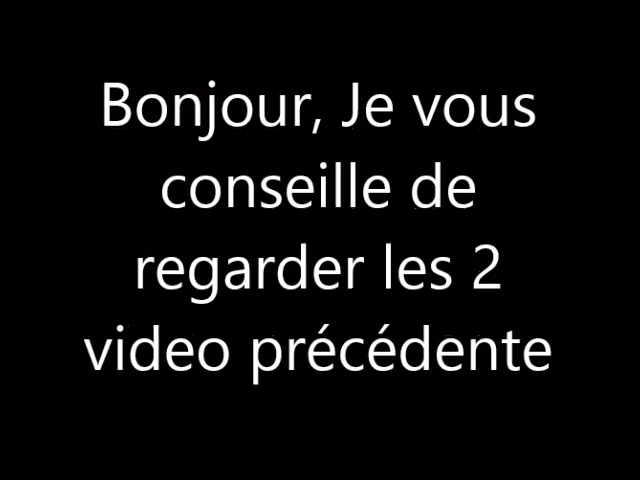 Bonjour, Je vous
conseille de
regarder les 2
video précédente